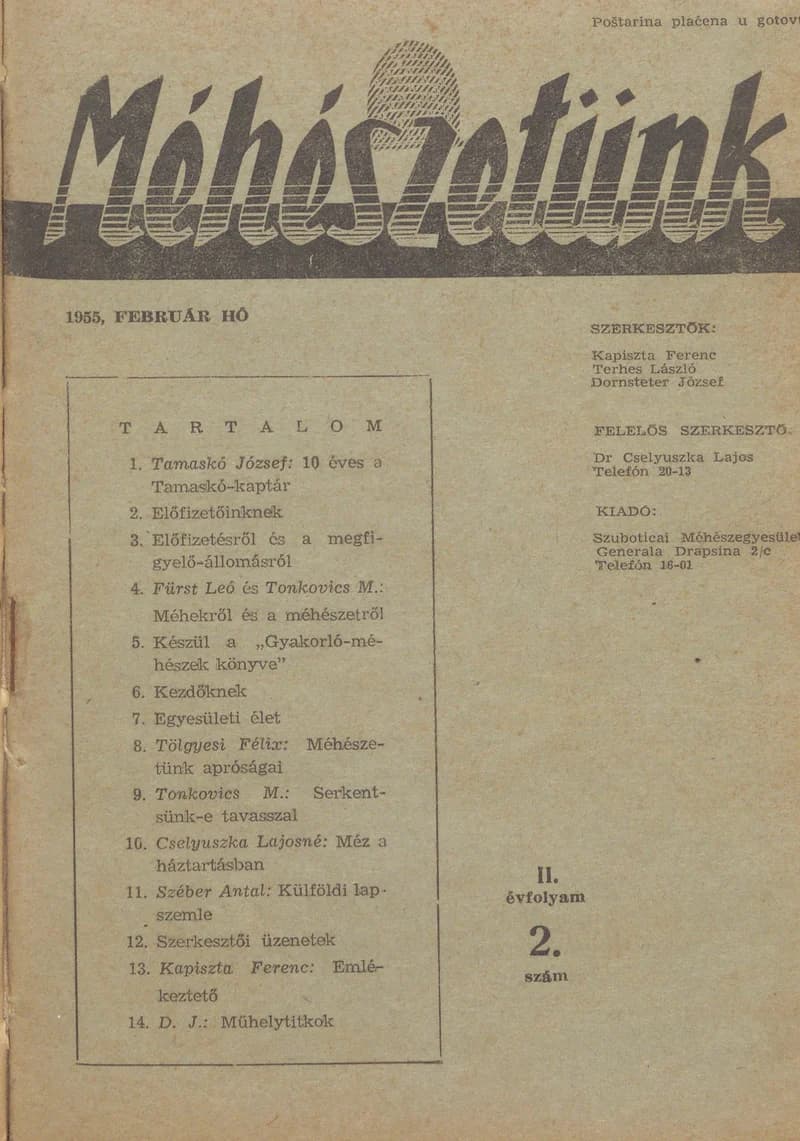 Poštarina plaćena u gotov
Méhészetünk
1955, FEBRUÁR HÓ
TARTALOM
1. Tamaskó József: 10 éves a
Tamaskó-kaptár
2. Előfizetőinknek
3. Előfizetésről és a megfi-
gyelő-állomásról
4. Fürst Leó és Tonkovics M.:
Méhekről és a méhészetről
5. Készül a „Gyakorló-mé-
hészek könyve”
6. Kezdőknek
7. Egyesületi élet
8. Tölgyesi Félix: Méhésze-
tünk apróságai
9. Tonkovics M.: Serkent-
sünk-e tavasszal
10. Cselyuszka Lajosné: Méz a
háztartásban
11. Széber Antal: Külföldi lap-
szemle
12. Szerkesztői üzenetek
13. Kapiszta Ferenc: Emlé-
keztető
14. D. J.: Műhelytitkok
SZERKESZTŐK:
Kapiszta Ferenc
Terhes László
Dornsteter József
FELELŐS SZERKESZTŐ
Dr Cselyuszka Lajos
Telefón 20-13
KIADÓ:
Szuboticai Méhészegyesület
Generala Drapsina 2/c
Telefón 16-01
II.
évfolyam
2.
szám